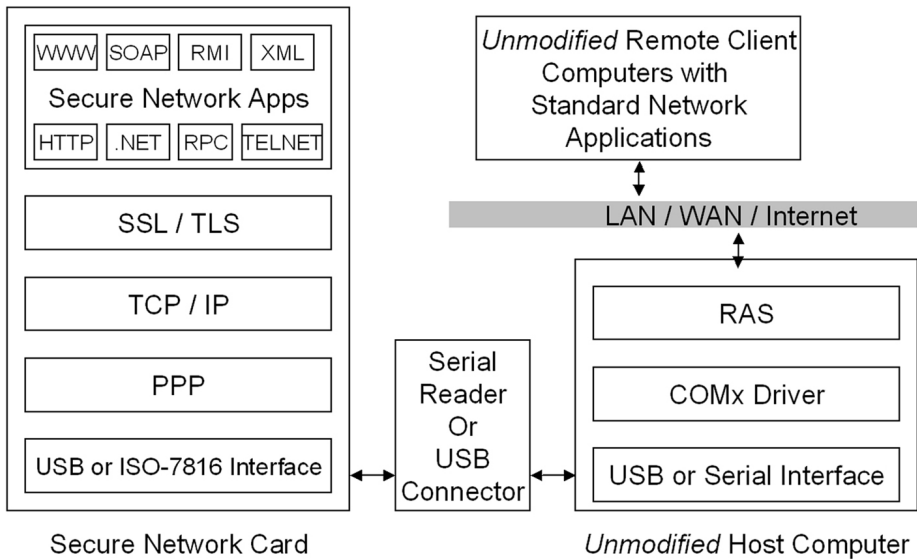 WWW SOAP RMI XML
Secure Network Apps
HTTP .NET RPC TELNET
SSL / TLS
TCP / IP
PPP
USB or ISO-7816 Interface
Secure Network Card
Serial
Reader
Or
USB
Connector
Unmodified Remote Client
Computers with
Standard Network
Applications
LAN / WAN / Internet
RAS
COMx Driver
USB or Serial Interface
Unmodified Host Computer